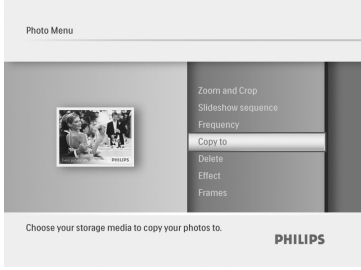 Photo Menu
Zoom and Crop
Slideshow sequence
Frequency
Copy to
Delete
Effect
Frames
PHILIPS
Choose your storage media to copy your photos to.
PHILIPS